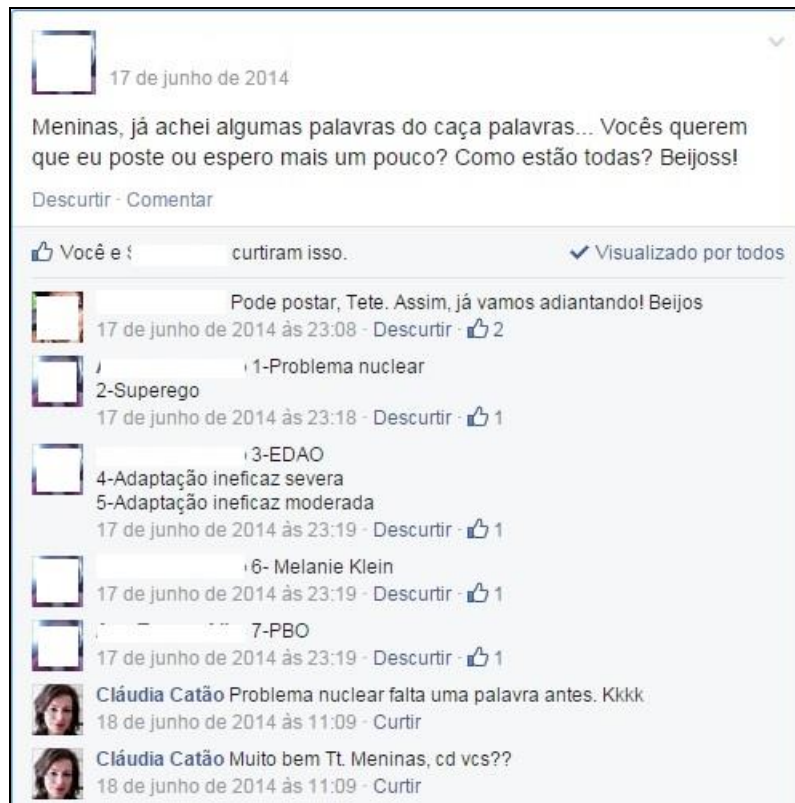 17 de junho de 2014
Meninas, já achei algumas palavras do caça palavras... Vocês querem
que eu poste ou espero mais um pouco? Como estão todas? Beijoss!
Descurtir · Comentar
Você e curtiram isso. Visualizado por todos
Pode postar, Tete. Assim, já vamos adiantando! Beijos
17 de junho de 2014 às 23:08 · Descurtir · 2
1-Problema nuclear
2-Superego
17 de junho de 2014 às 23:18 · Descurtir · 1
3-EDAO
4-Adaptação ineficaz severa
5-Adaptação ineficaz moderada
17 de junho de 2014 às 23:19 · Descurtir · 1
6- Melanie Klein
17 de junho de 2014 às 23:19 · Descurtir · 1
7-PBO
17 de junho de 2014 às 23:19 · Descurtir · 1
Cláudia Catão Problema nuclear falta uma palavra antes. Kkkk
18 de junho de 2014 às 11:09 · Curtir
Cláudia Catão Muito bem Tt. Meninas, cd vcs??
18 de junho de 2014 às 11:09 · Curtir